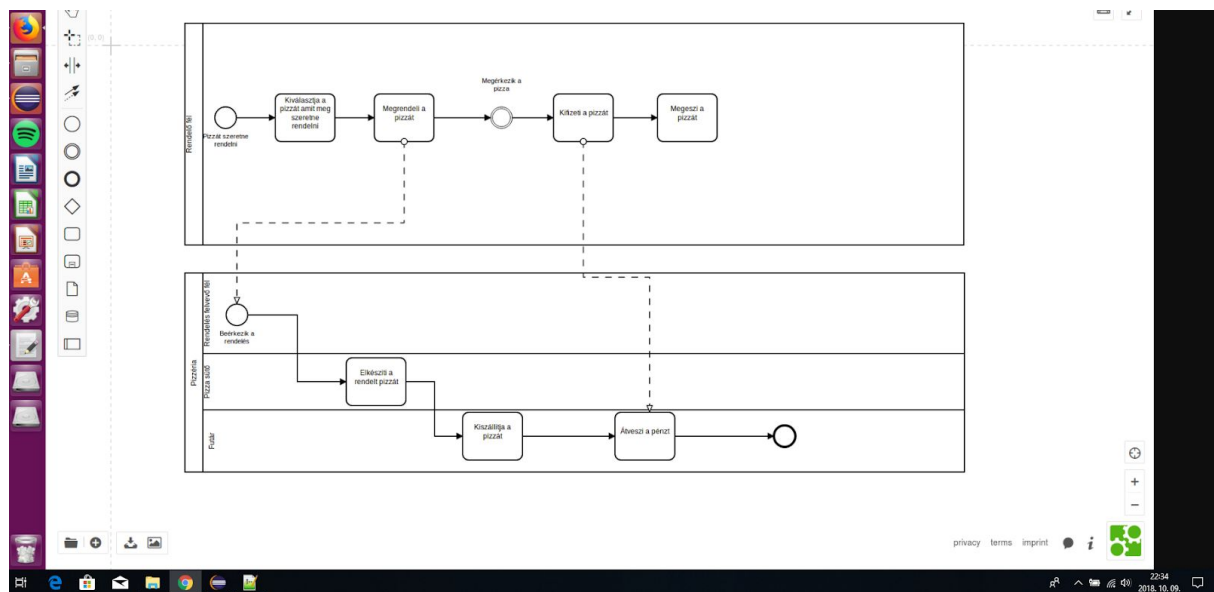 (0, 0)
Rendelő fél
Pizzát szeretne
rendelni
Kiválasztja a
pizzát amit meg
szeretne
rendelni
Megrendeli a
pizzát
Megérkezik a
pizza
Kifizeti a pizzát
Megeszi a
pizzát
Pizzéria
Rendelés felvevő fél
Beérkezik a
rendelés
Pizza sütő
Elkészíti a
rendelt pizzát
Futár
Kiszállítja a
pizzát
Átveszi a pénzt
privacy terms imprint
22:34
2018. 10. 09.